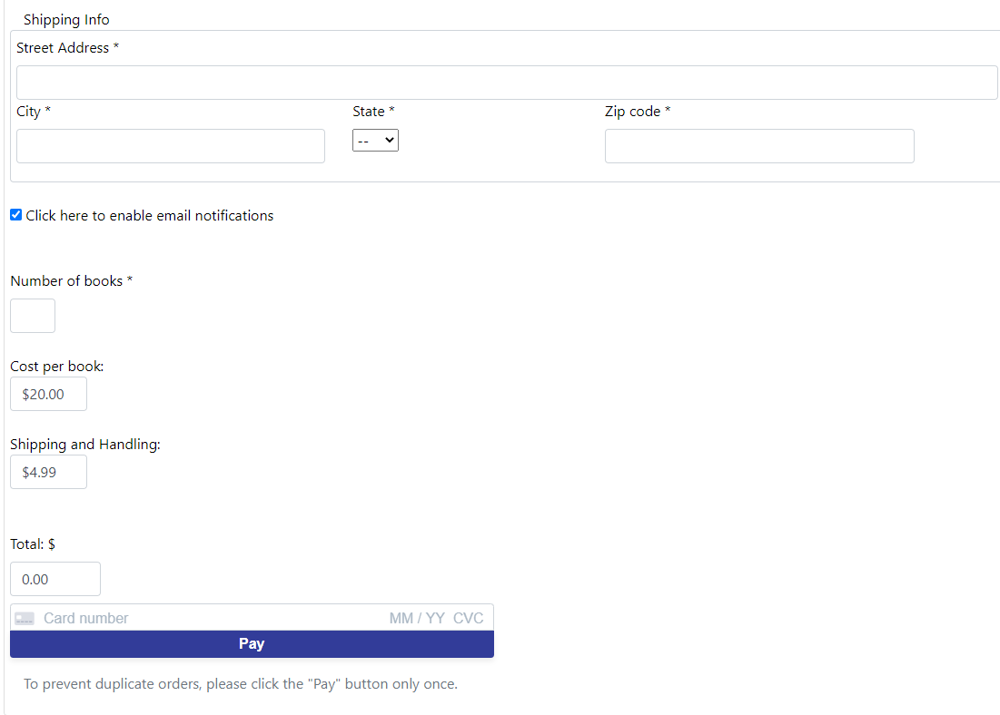 Shipping Info
Street Address *
City * State * Zip code *
--
Click here to enable email notifications
Number of books *
Cost per book:
$20.00
Shipping and Handling:
$4.99
Total: $
0.00
Card number MM / YY CVC
Pay
To prevent duplicate orders, please click the "Pay" button only once.